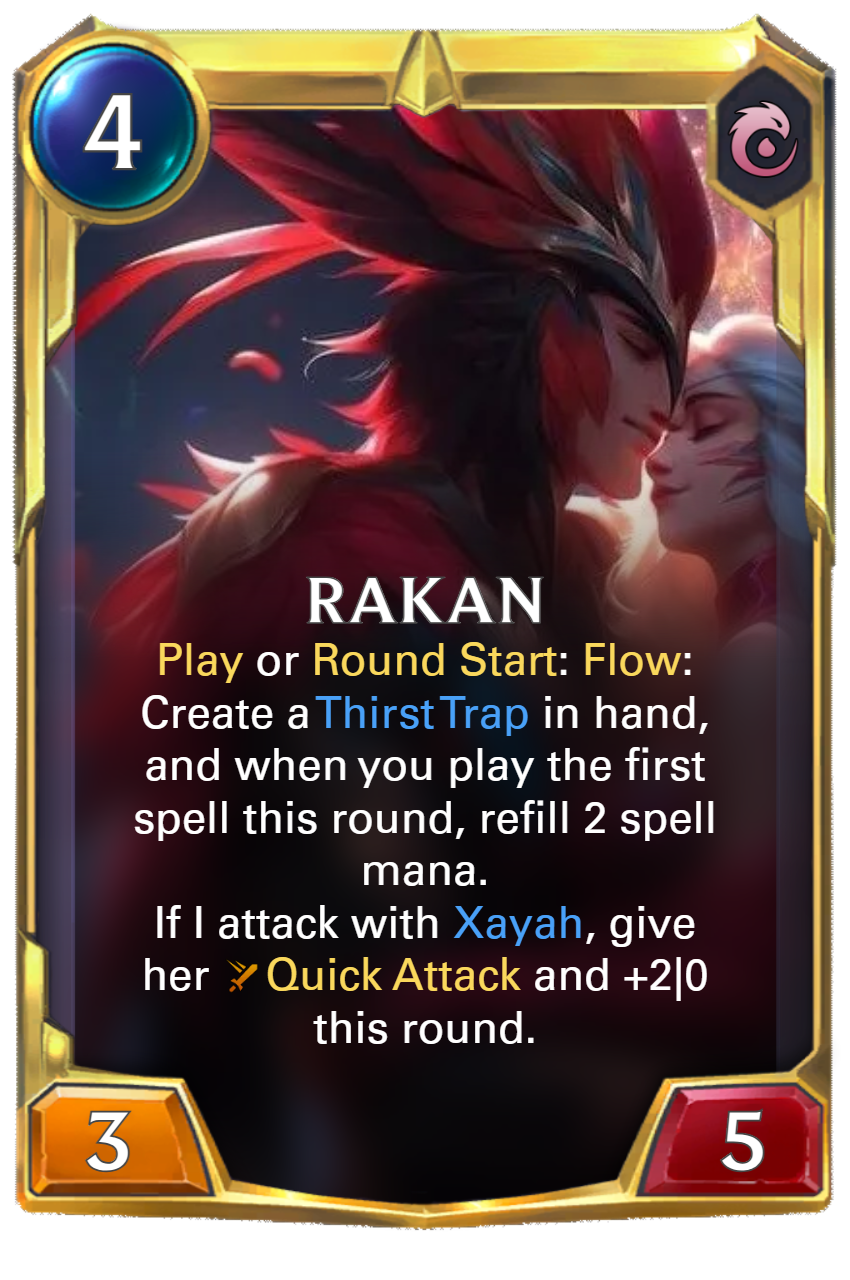 4
RAKAN
Play or Round Start: Flow:
Create a Thirst Trap in hand,
and when you play the first
spell this round, refill 2 spell
mana.
If I attack with Xayah, give
her Quick Attack and +2|0
this round.
3
5